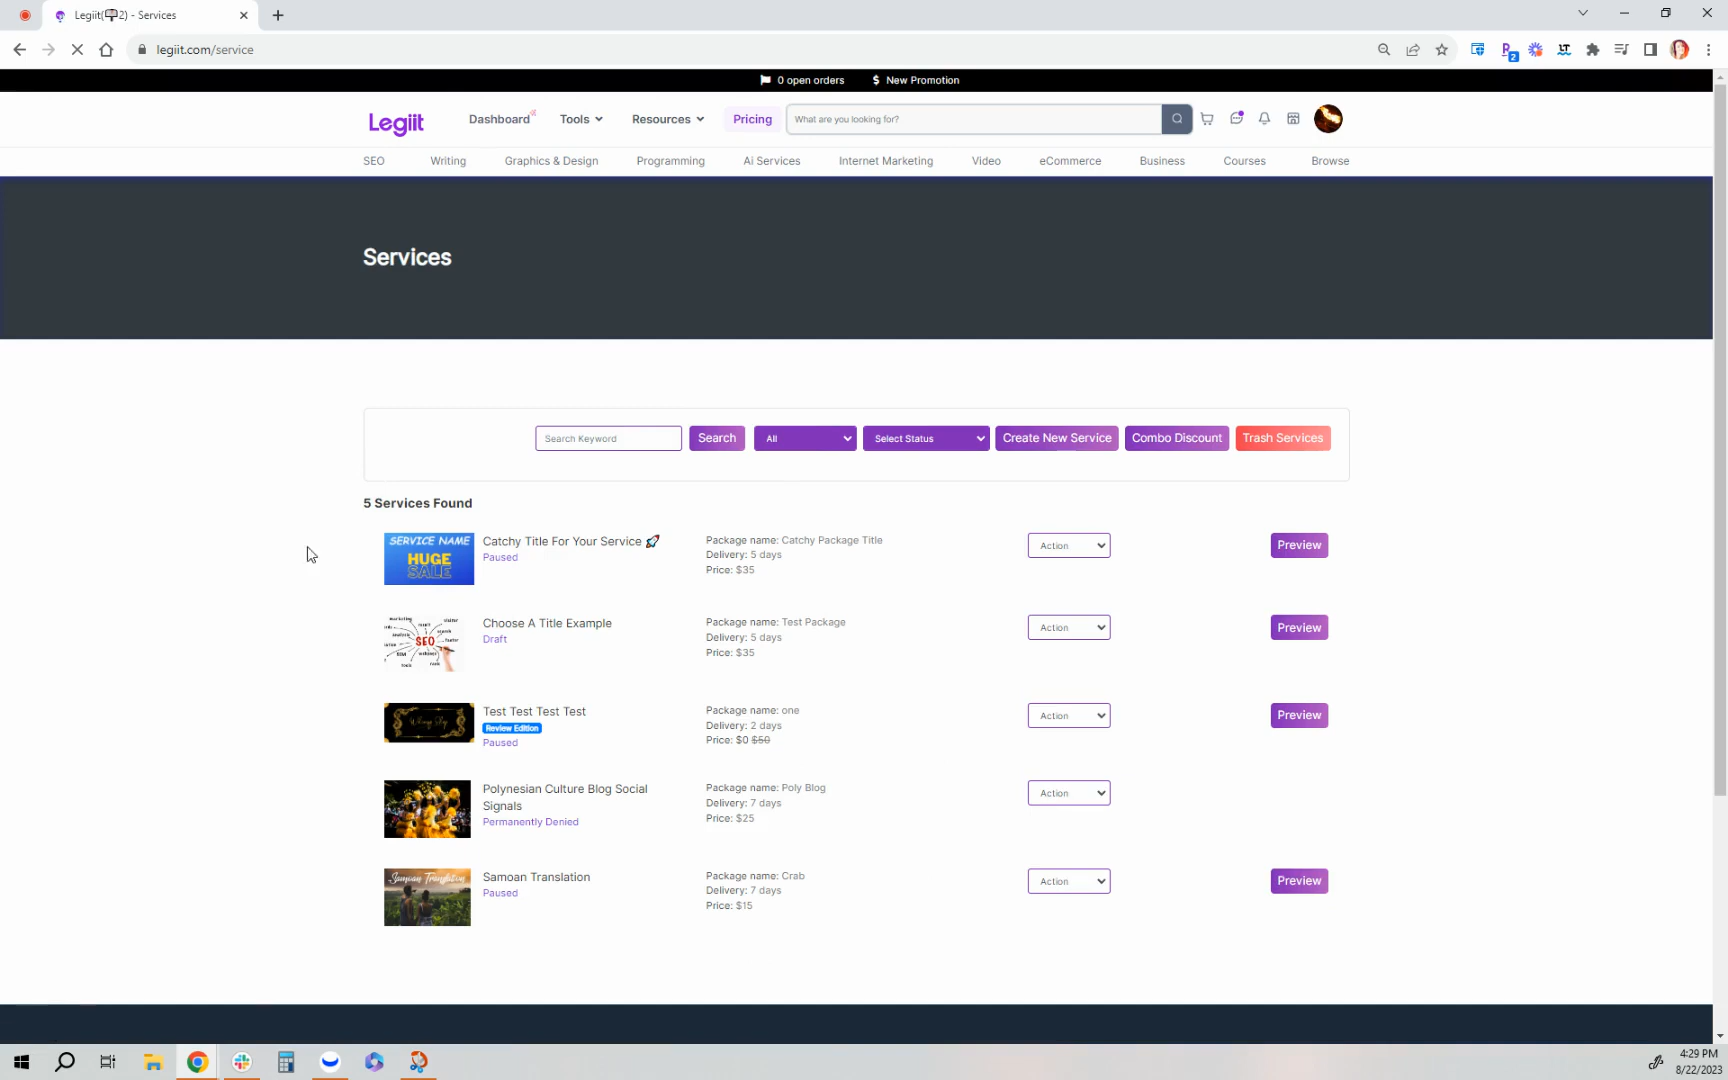 Legiit(2) - Services
legiit.com/service
2
0 open orders
$ New Promotion
Legiit
Dashboard
Tools
Resources
Pricing
What are you looking for?
SEO
Writing
Graphics & Design
Programming
Ai Services
Internet Marketing
Video
eCommerce
Business
Courses
Browse
Services
Search Keyword
Search
All
Select Status
Create New Service
Combo Discount
Trash Services
5 Services Found
SERVICE NAME
HUGE
SALE
Catchy Title For Your Service 🚀
Paused
Package name: Catchy Package Title
Delivery: 5 days
Price: $35
Action
Preview
SEO
Choose A Title Example
Draft
Package name: Test Package
Delivery: 5 days
Price: $35
Action
Preview
Test Test Test Test
Review Edition
Paused
Package name: one
Delivery: 2 days
Price: $0 $50
Action
Preview
Polynesian Culture Blog Social
Signals
Permanently Denied
Package name: Poly Blog
Delivery: 7 days
Price: $25
Action
Samoan Translation
Samoan Translation
Paused
Package name: Crab
Delivery: 7 days
Price: $15
Action
Preview
4:29 PM
8/22/2023